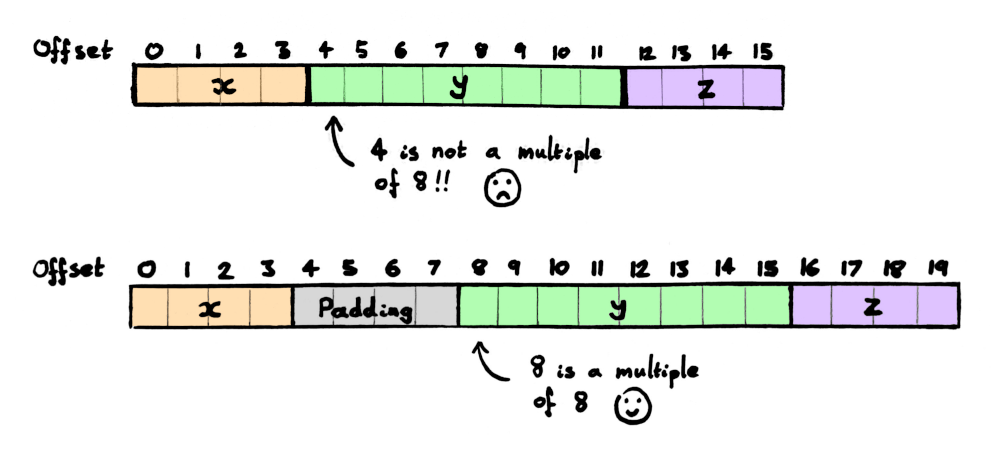 Offset 0 1 2 3 4 5 6 7 8 9 10 11 12 13 14 15
x y z
4 is not a multiple
of 8!!
Offset 0 1 2 3 4 5 6 7 8 9 10 11 12 13 14 15 16 17 18 19
x Padding y z
8 is a multiple
of 8